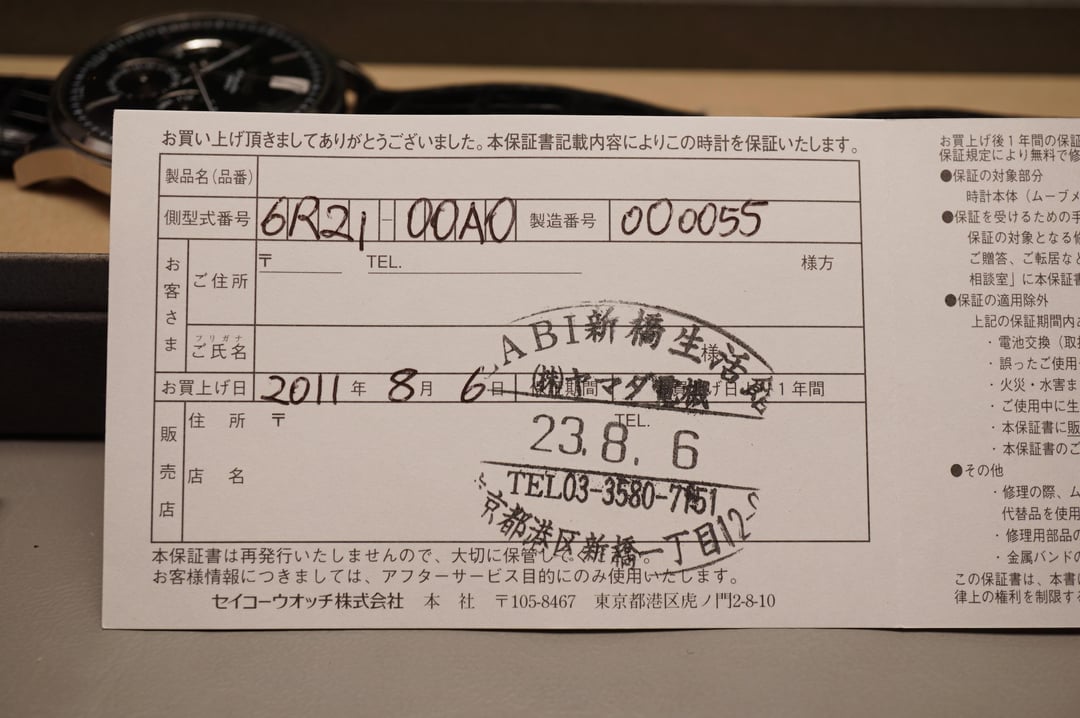 お買い上げ頂きましてありがとうございました。本保証書記載内容によりこの時計を保証いたします。
製品名(品番)
側型式番号 6R21-00A0 製造番号 000055
お客さま
ご住所 〒 TEL. 様方
フリガナ
ご氏名 様
お買上げ日 2011年 8月 6日 保証期間 お買上げ日より1年間
販売店
住所 〒 TEL.
店名
LABI新橋生活館
(株)ヤマダ電機
23.8.6
TEL03-3580-7151
京都港区新橋一丁目12-9
本保証書は再発行いたしませんので、大切に保管してください。
お客様情報につきましては、アフターサービス目的にのみ使用いたします。
セイコーウオッチ株式会社 本社 〒105-8467 東京都港区虎ノ門2-8-10
お買上げ後1年間の保証
保証規定により無料で修
●保証の対象部分
時計本体(ムーブメ
●保証を受けるための手
保証の対象となる修
ご贈答、ご転居など
相談室」に本保証書
●保証の適用除外
上記の保証期間内
・電池交換(取扱
・誤ったご使用
・火災・水害ま
・ご使用中に生
・本保証書に販
・本保証書のご
●その他
・修理の際、ム
代替品を使用
・修理用部品の
・金属バンドの
この保証書は、本書に
律上の権利を制限する